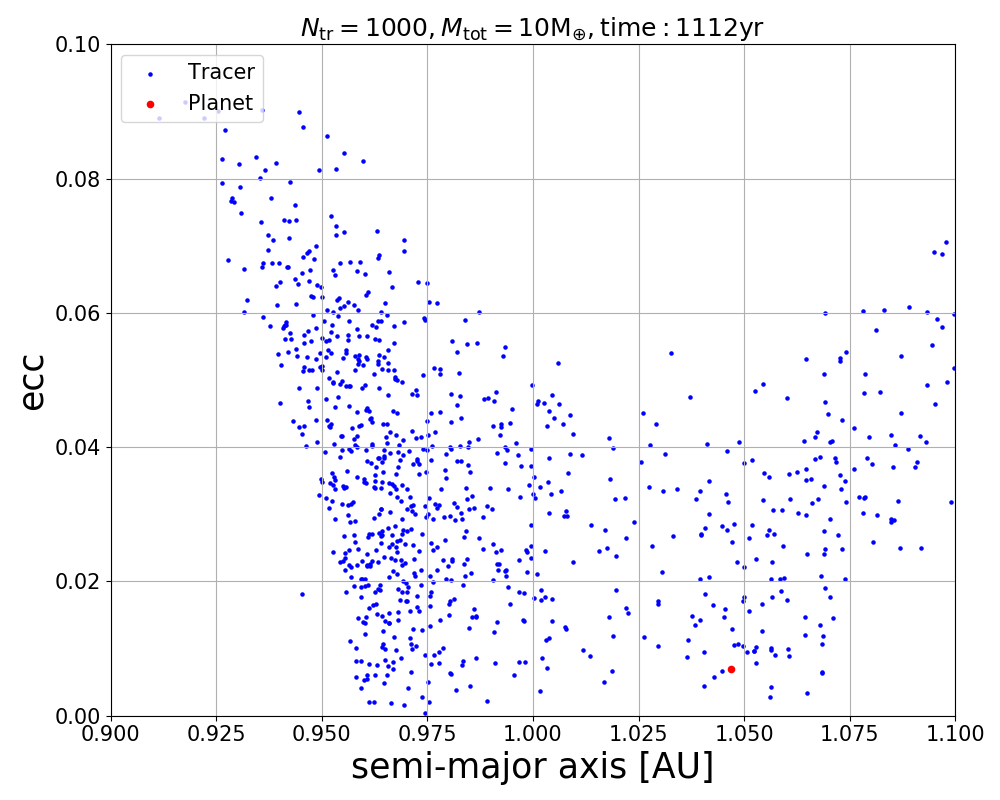 N_tr = 1000, M_tot = 10M_⊕, time : 1112yr
Tracer
Planet
ecc
0.10
0.08
0.06
0.04
0.02
0.00
0.900 0.925 0.950 0.975 1.000 1.025 1.050 1.075 1.100
semi-major axis [AU]